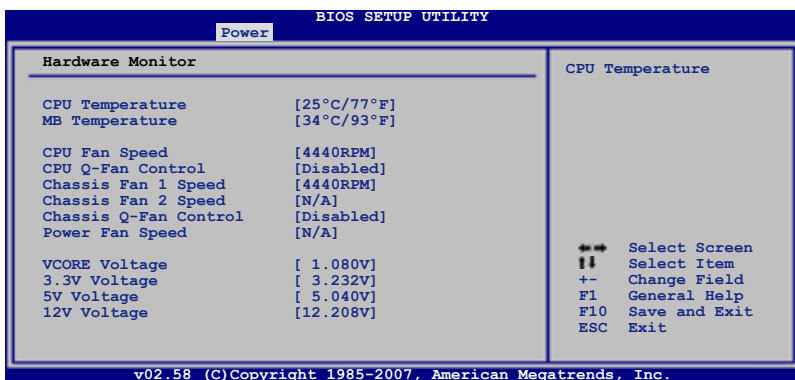 BIOS SETUP UTILITY
Power
Hardware Monitor
CPU Temperature [25°C/77°F]
MB Temperature [34°C/93°F]
CPU Fan Speed [4440RPM]
CPU Q-Fan Control [Disabled]
Chassis Fan 1 Speed [4440RPM]
Chassis Fan 2 Speed [N/A]
Chassis Q-Fan Control [Disabled]
Power Fan Speed [N/A]
VCORE Voltage [ 1.080V]
3.3V Voltage [ 3.232V]
5V Voltage [ 5.040V]
12V Voltage [12.208V]
CPU Temperature
←→ Select Screen
↑↓ Select Item
+- Change Field
F1 General Help
F10 Save and Exit
ESC Exit
v02.58 (C)Copyright 1985-2007, American Megatrends, Inc.